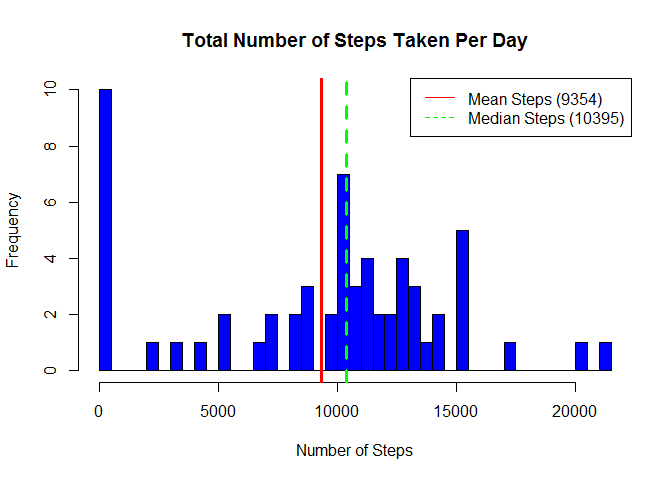 Total Number of Steps Taken Per Day
Mean Steps (9354)
Median Steps (10395)
Frequency
10
8
6
4
2
0
0
5000
10000
15000
20000
Number of Steps